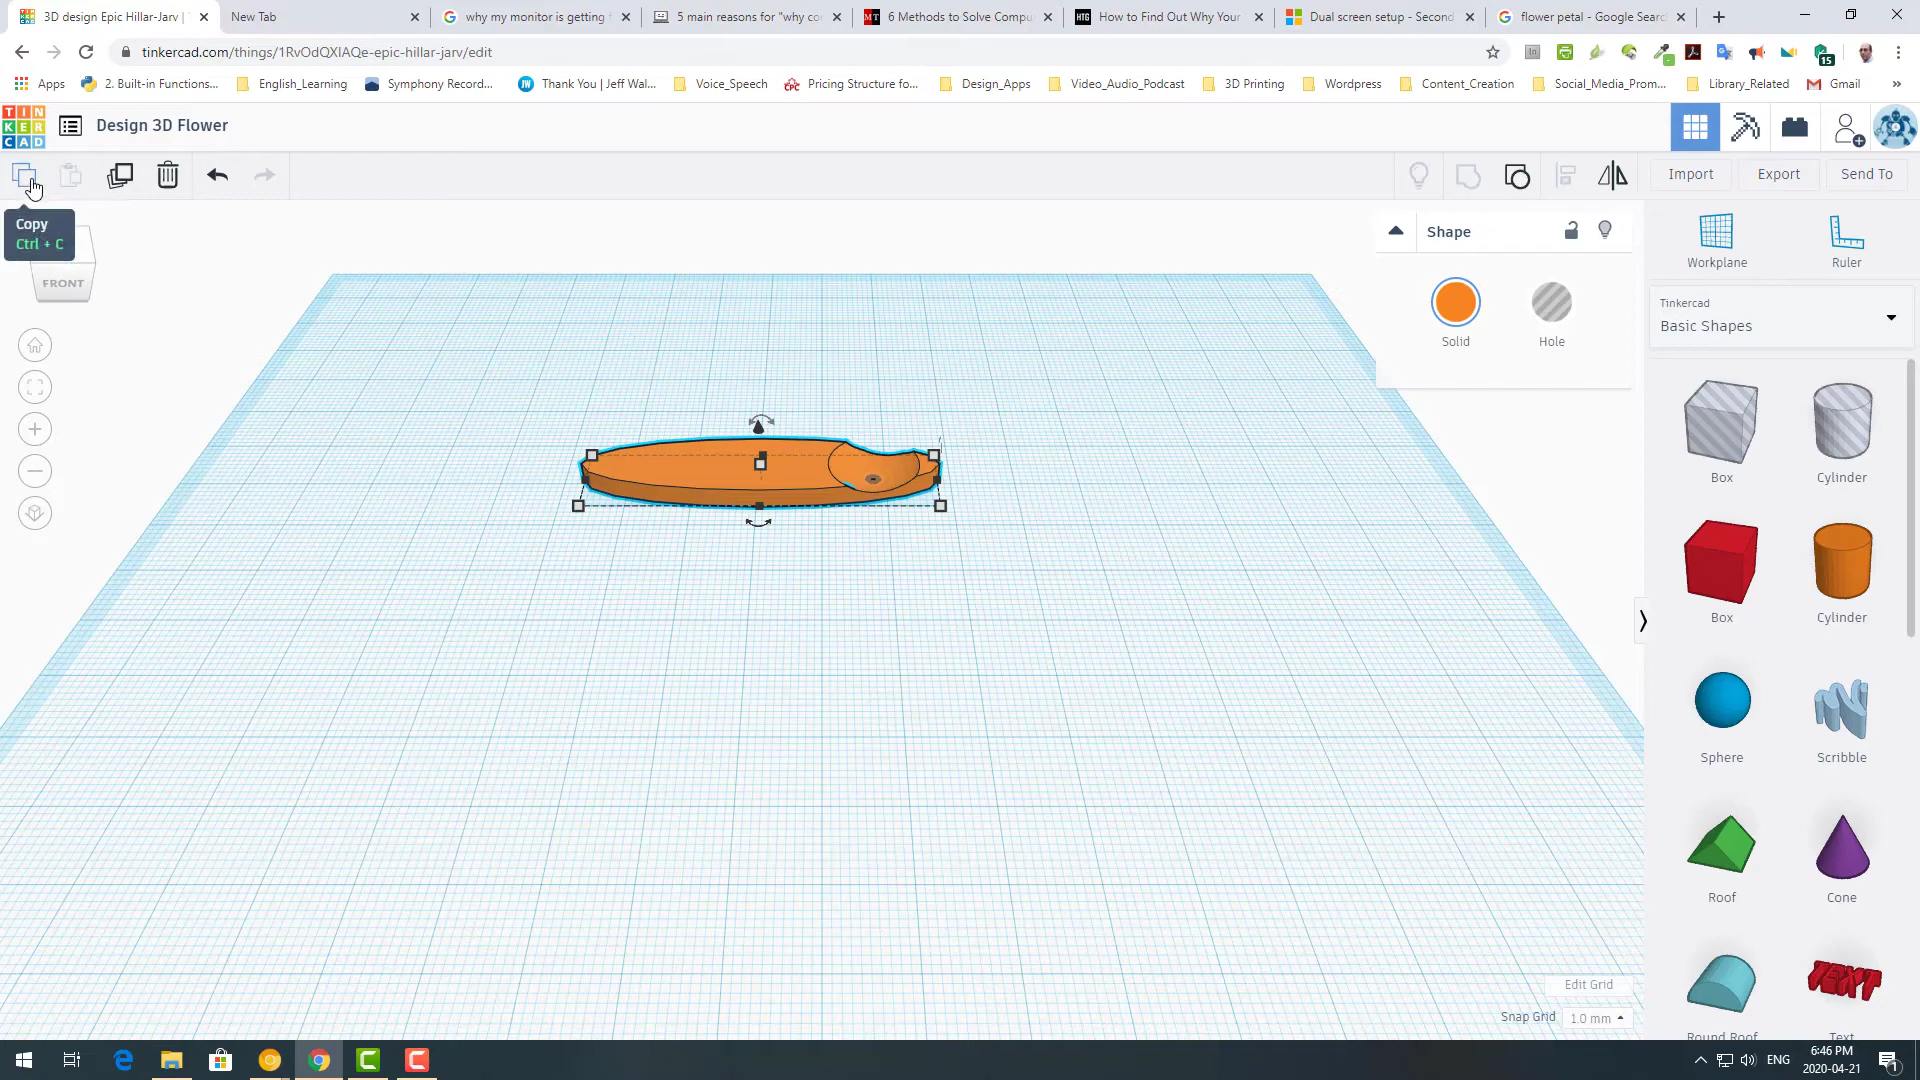 3D design Epic Hillar-Jarv |
New Tab
why my monitor is getting
5 main reasons for "why co
6 Methods to Solve Compu
How to Find Out Why Your
Dual screen setup - Second
flower petal - Google Searc
tinkercad.com/things/1RvOdQXIAQe-epic-hillar-jarv/edit
15
Apps
2. Built-in Functions...
English_Learning
Symphony Record...
Thank You | Jeff Wal...
Voice_Speech
Pricing Structure fo...
Design_Apps
Video_Audio_Podcast
3D Printing
Wordpress
Content_Creation
Social_Media_Prom...
Library_Related
Gmail
»
TIN
KER
CAD
Design 3D Flower
Import
Export
Send To
Copy
Ctrl + C
FRONT
Shape
Solid
Hole
Workplane
Ruler
Tinkercad
Basic Shapes
Box
Cylinder
Box
Cylinder
Sphere
Scribble
Roof
Cone
TEXT
Round Roof
Text
Edit Grid
Snap Grid
1.0 mm
ENG
6:46 PM
2020-04-21
1